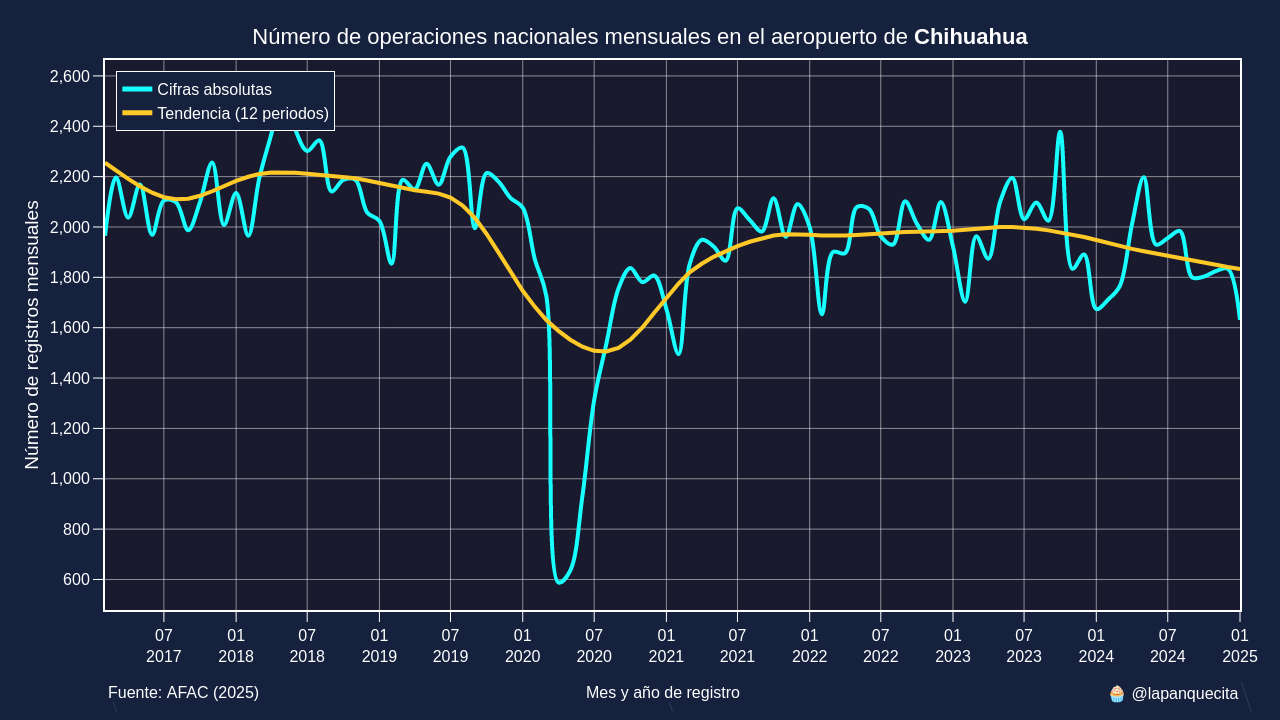 Número de operaciones nacionales mensuales en el aeropuerto de Chihuahua
Cifras absolutas
Tendencia (12 periodos)
Número de registros mensuales
2,600
2,400
2,200
2,000
1,800
1,600
1,400
1,200
1,000
800
600
07 01 07 01 07 01 07 01 07 01 07 01 07 01 07 01
2017 2018 2018 2019 2019 2020 2020 2021 2021 2022 2022 2023 2023 2024 2024 2025
Fuente: AFAC (2025)
Mes y año de registro
🧁 @lapanquecita